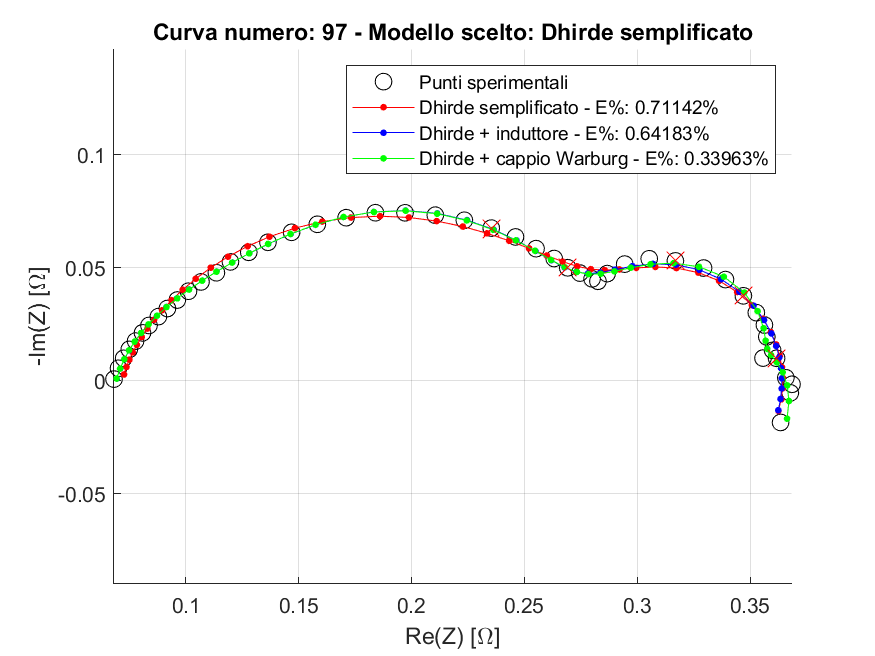 Curva numero: 97 - Modello scelto: Dhirde semplificato
Punti sperimentali
Dhirde semplificato - E%: 0.71142%
Dhirde + induttore - E%: 0.64183%
Dhirde + cappio Warburg - E%: 0.33963%
0.1
0.05
0
-0.05
-Im(Z) [Ω]
0.1 0.15 0.2 0.25 0.3 0.35
Re(Z) [Ω]